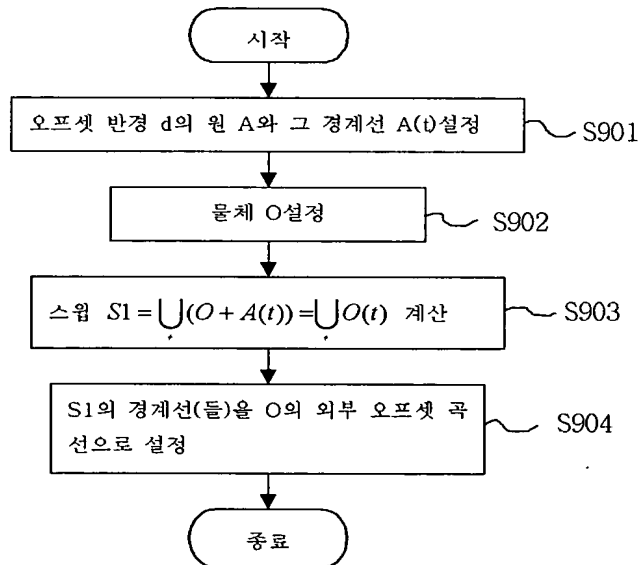 시작
오프셋 반경 d의 원 A와 그 경계선 A(t)설정
S901
물체 O설정
S902
스윕 S1 = ⋃(O + A(t)) = ⋃O(t) 계산
S903
S1의 경계선(들)을 O의 외부 오프셋 곡
선으로 설정
S904
종료